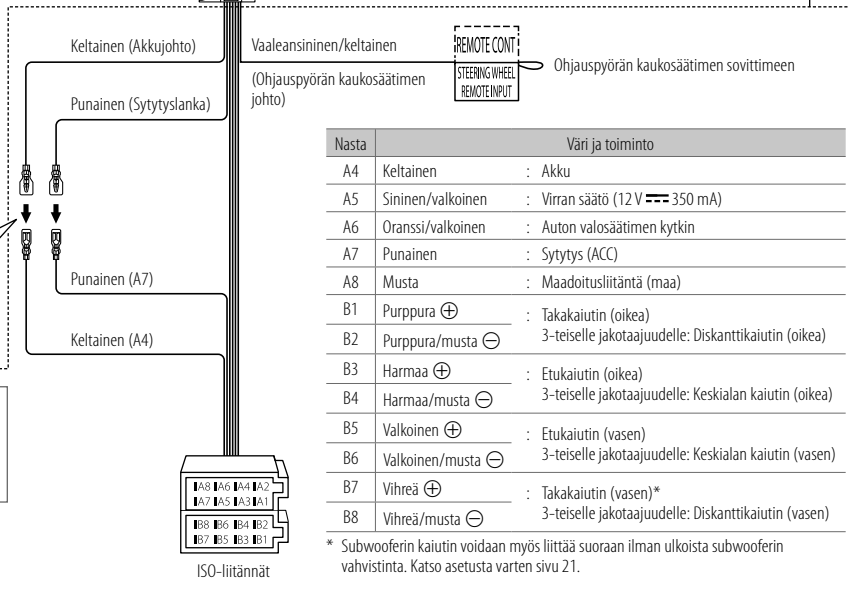 Keltainen (Akkujohto)
Punainen (Sytytyslanka)
Vaaleansininen/keltainen
(Ohjauspyörän kaukosäätimen
johto)
REMOTE CONT
STEERING WHEEL
REMOTE INPUT
Ohjauspyörän kaukosäätimen sovittimeen
Punainen (A7)
Keltainen (A4)
A8 A6 A4 A2
A7 A5 A3 A1
B8 B6 B4 B2
B7 B5 B3 B1
ISO-liitännät
Nasta Väri ja toiminto
A4 Keltainen : Akku
A5 Sininen/valkoinen : Virran säätö (12 V ⎓ 350 mA)
A6 Oranssi/valkoinen : Auton valosäätimen kytkin
A7 Punainen : Sytytys (ACC)
A8 Musta : Maadoitusliitäntä (maa)
B1 Purppura ⊕ : Takakaiutin (oikea)
B2 Purppura/musta ⊖ 3-teiselle jakotaajuudelle: Diskanttikaiutin (oikea)
B3 Harmaa ⊕ : Etukaiutin (oikea)
B4 Harmaa/musta ⊖ 3-teiselle jakotaajuudelle: Keskialan kaiutin (oikea)
B5 Valkoinen ⊕ : Etukaiutin (vasen)
B6 Valkoinen/musta ⊖ 3-teiselle jakotaajuudelle: Keskialan kaiutin (vasen)
B7 Vihreä ⊕ : Takakaiutin (vasen)*
B8 Vihreä/musta ⊖ 3-teiselle jakotaajuudelle: Diskanttikaiutin (vasen)
* Subwooferin kaiutin voidaan myös liittää suoraan ilman ulkoista subwooferin
vahvistinta. Katso asetusta varten sivu 21.